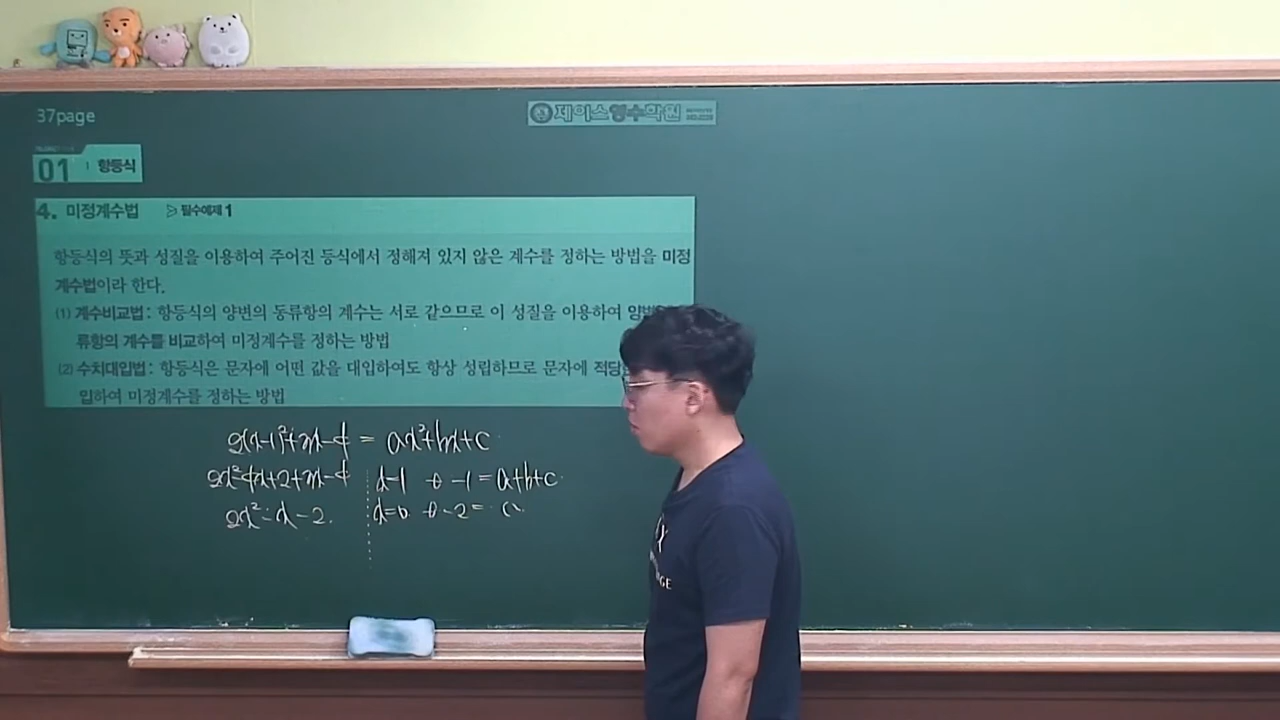 37page
제이스영수학원
01 항등식
4. 미정계수법 > 필수예제 1
항등식의 뜻과 성질을 이용하여 주어진 등식에서 정해져 있지 않은 계수를 정하는 방법을 미정
계수법이라 한다.
(1) 계수비교법: 항등식의 양변의 동류항의 계수는 서로 같으므로 이 성질을 이용하여
류항의 계수를 비교하여 미정계수를 정하는 방법
(2) 수치대입법: 항등식은 문자에 어떤 값을 대입하여도 항상 성립하므로 문자에 적당
입하여 미정계수를 정하는 방법
2(x-1)²+3x-4 = ax²+bx+c
2x²-4x+2+3x-4 x=1 → -1=a+b+c
2x²-x-2. x=0 → -2= c